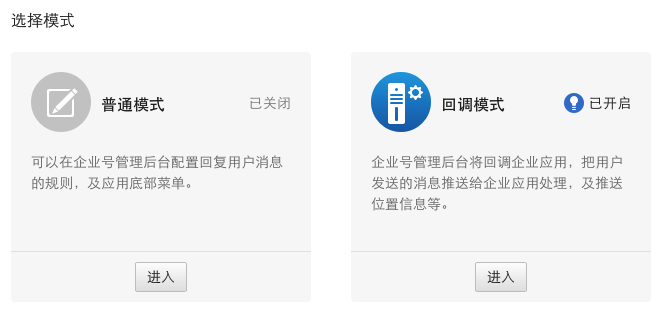 选择模式
普通模式
已关闭
可以在企业号管理后台配置回复用户消息
的规则，及应用底部菜单。
进入
回调模式
已开启
企业号管理后台将回调企业应用，把用户
发送的消息推送给企业应用处理，及推送
位置信息等。
进入